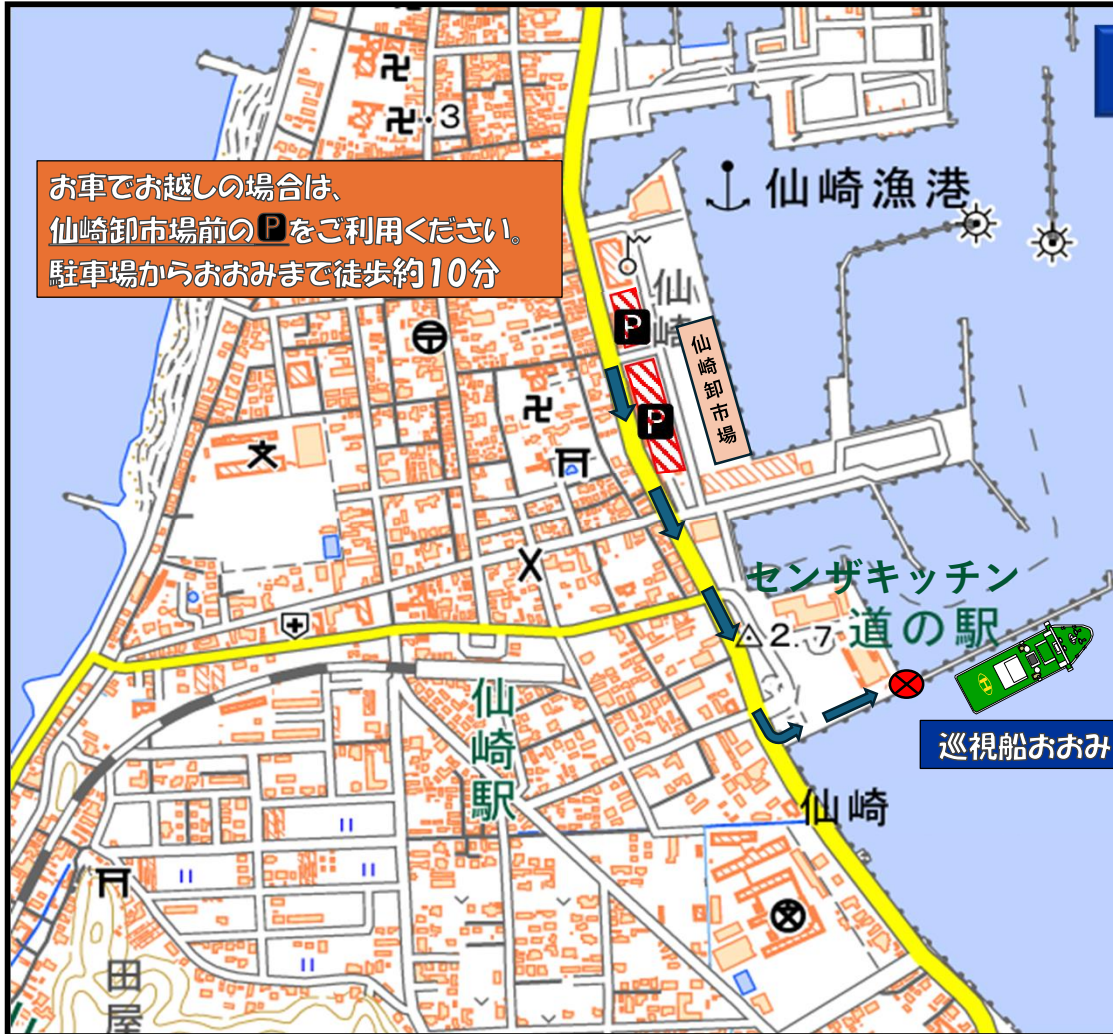 ・3
お車でお越しの場合は、
仙崎卸市場前のPをご利用ください。
駐車場からおおみまで徒歩約10分
仙崎漁港
仙崎
P
P
仙崎卸市場
センザキッチン
道の駅
2.7
仙崎駅
巡視船おおみ
仙崎
H
田屋